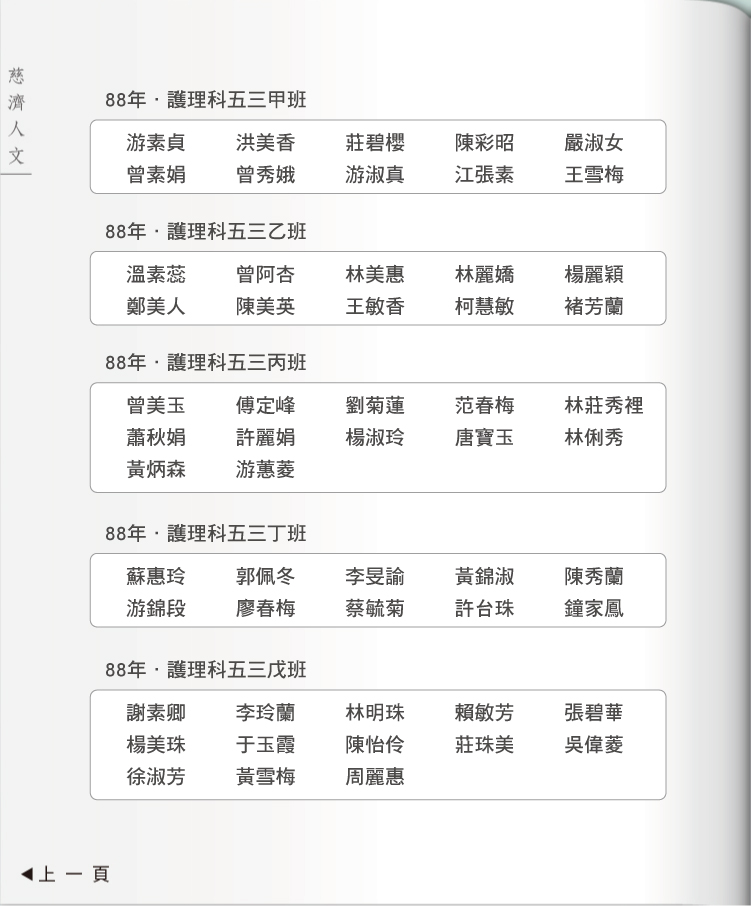 慈濟人文
88年·護理科五三甲班
游素貞 洪美香 莊碧櫻 陳彩昭 嚴淑女
曾素娟 曾秀娥 游淑真 江張素 王雪梅
88年·護理科五三乙班
溫素蕊 曾阿杏 林美惠 林麗嬌 楊麗穎
鄭美人 陳美英 王敏香 柯慧敏 褚芳蘭
88年·護理科五三丙班
曾美玉 傅定峰 劉菊蓮 范春梅 林莊秀裡
蕭秋娟 許麗娟 楊淑玲 唐寶玉 林俐秀
黃炳森 游蕙菱
88年·護理科五三丁班
蘇惠玲 郭佩冬 李旻諭 黃錦淑 陳秀蘭
游錦段 廖春梅 蔡毓菊 許台珠 鐘家鳳
88年·護理科五三戊班
謝素卿 李玲蘭 林明珠 賴敏芳 張碧華
楊美珠 于玉霞 陳怡伶 莊珠美 吳偉菱
徐淑芳 黃雪梅 周麗惠
◀上一頁